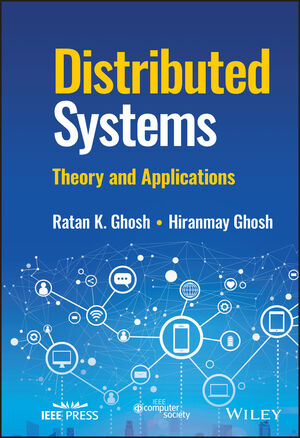 Distributed
Systems
Theory and Applications
Ratan K. Ghosh • Hiranmay Ghosh
IEEE PRESS
IEEE
computer
society
WILEY